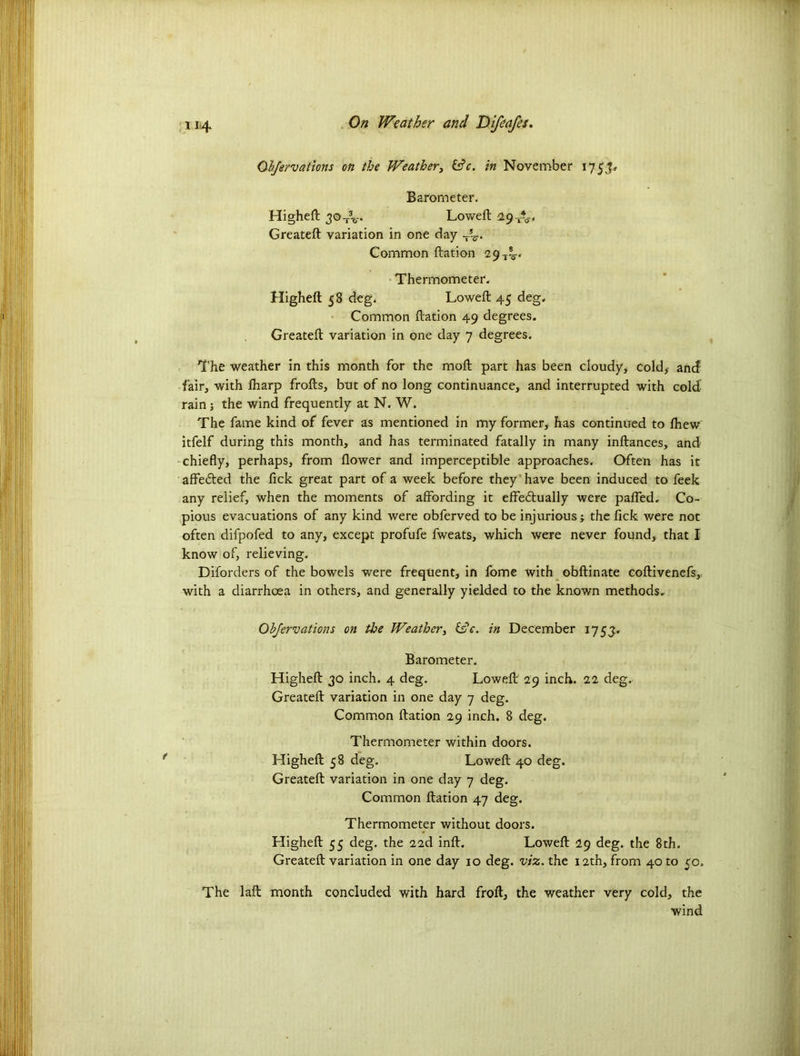 114 On Weather and Difeafes.
Obfervations on the Weather, &c. in November 1753.
Barometer.
Higheft 30 3/10. Loweft 29 4/10.
Greateft variation in one day
Common ftation 29 8/10.
Thermometer.
Higheft 58 deg. Loweft 45 deg.
Common ftation 49 degrees.
Greateft variation in one day 7 degrees.
The weather in this month for the moft part has been cloudy, cold, and
fair, with fharp frofts, but of no long continuance, and interrupted with cold
rain; the wind frequently at N. W.
The fame kind of fever as mentioned in my former, has continued to fhew
itfelf during this month, and has terminated fatally in many inftances, and
chiefly, perhaps, from flower and imperceptible approaches. Often has it
affected the fick great part of a week before they have been induced to feek
any relief, when the moments of affording it effectually were paffed. Co-
pious evacuations of any kind were obferved to be injurious; the fick were not
often difpofed to any, except profufe fweats, which were never found, that I
know of, relieving.
Diforders of the bowels were frequent, in fome with obftinate coftivenefs,
with a diarrhœa in others, and generally yielded to the known methods.
Obfervations on the Weather, &c. in December 1753.
Barometer.
Higheft 30 inch. 4 deg. Loweft 29 inch. 22 deg.
Greateft variation in one day 7 deg.
Common ftation 29 inch. 8 deg.
Thermometer within doors.
Higheft 58 deg. Loweft 40 deg.
Greateft variation in one day 7 deg.
Common ftation 47 deg.
Thermometer without doors.
Higheft 55 deg. the 22d inft. Loweft 29 deg. the 8th.
Greateft variation in one day 10 deg. viz. the 12th, from 40 to 50.
The laft month concluded with hard froft, the weather very cold, the
wind